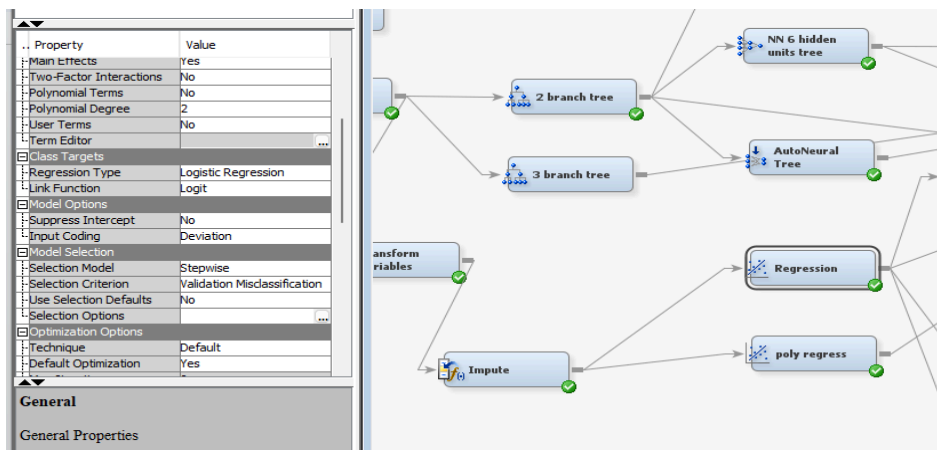 .. Property Value
Main Effects Yes
Two-Factor Interactions No
Polynomial Terms No
Polynomial Degree 2
User Terms No
Term Editor ...
Class Targets
Regression Type Logistic Regression
Link Function Logit
Model Options
Suppress Intercept No
Input Coding Deviation
Model Selection
Selection Model Stepwise
Selection Criterion Validation Misclassification
Use Selection Defaults No
Selection Options ...
Optimization Options
Technique Default
Default Optimization Yes
General
General Properties
NN 6 hidden
units tree
2 branch tree
AutoNeural
Tree
3 branch tree
ansform
riables
Regression
Impute
poly regress